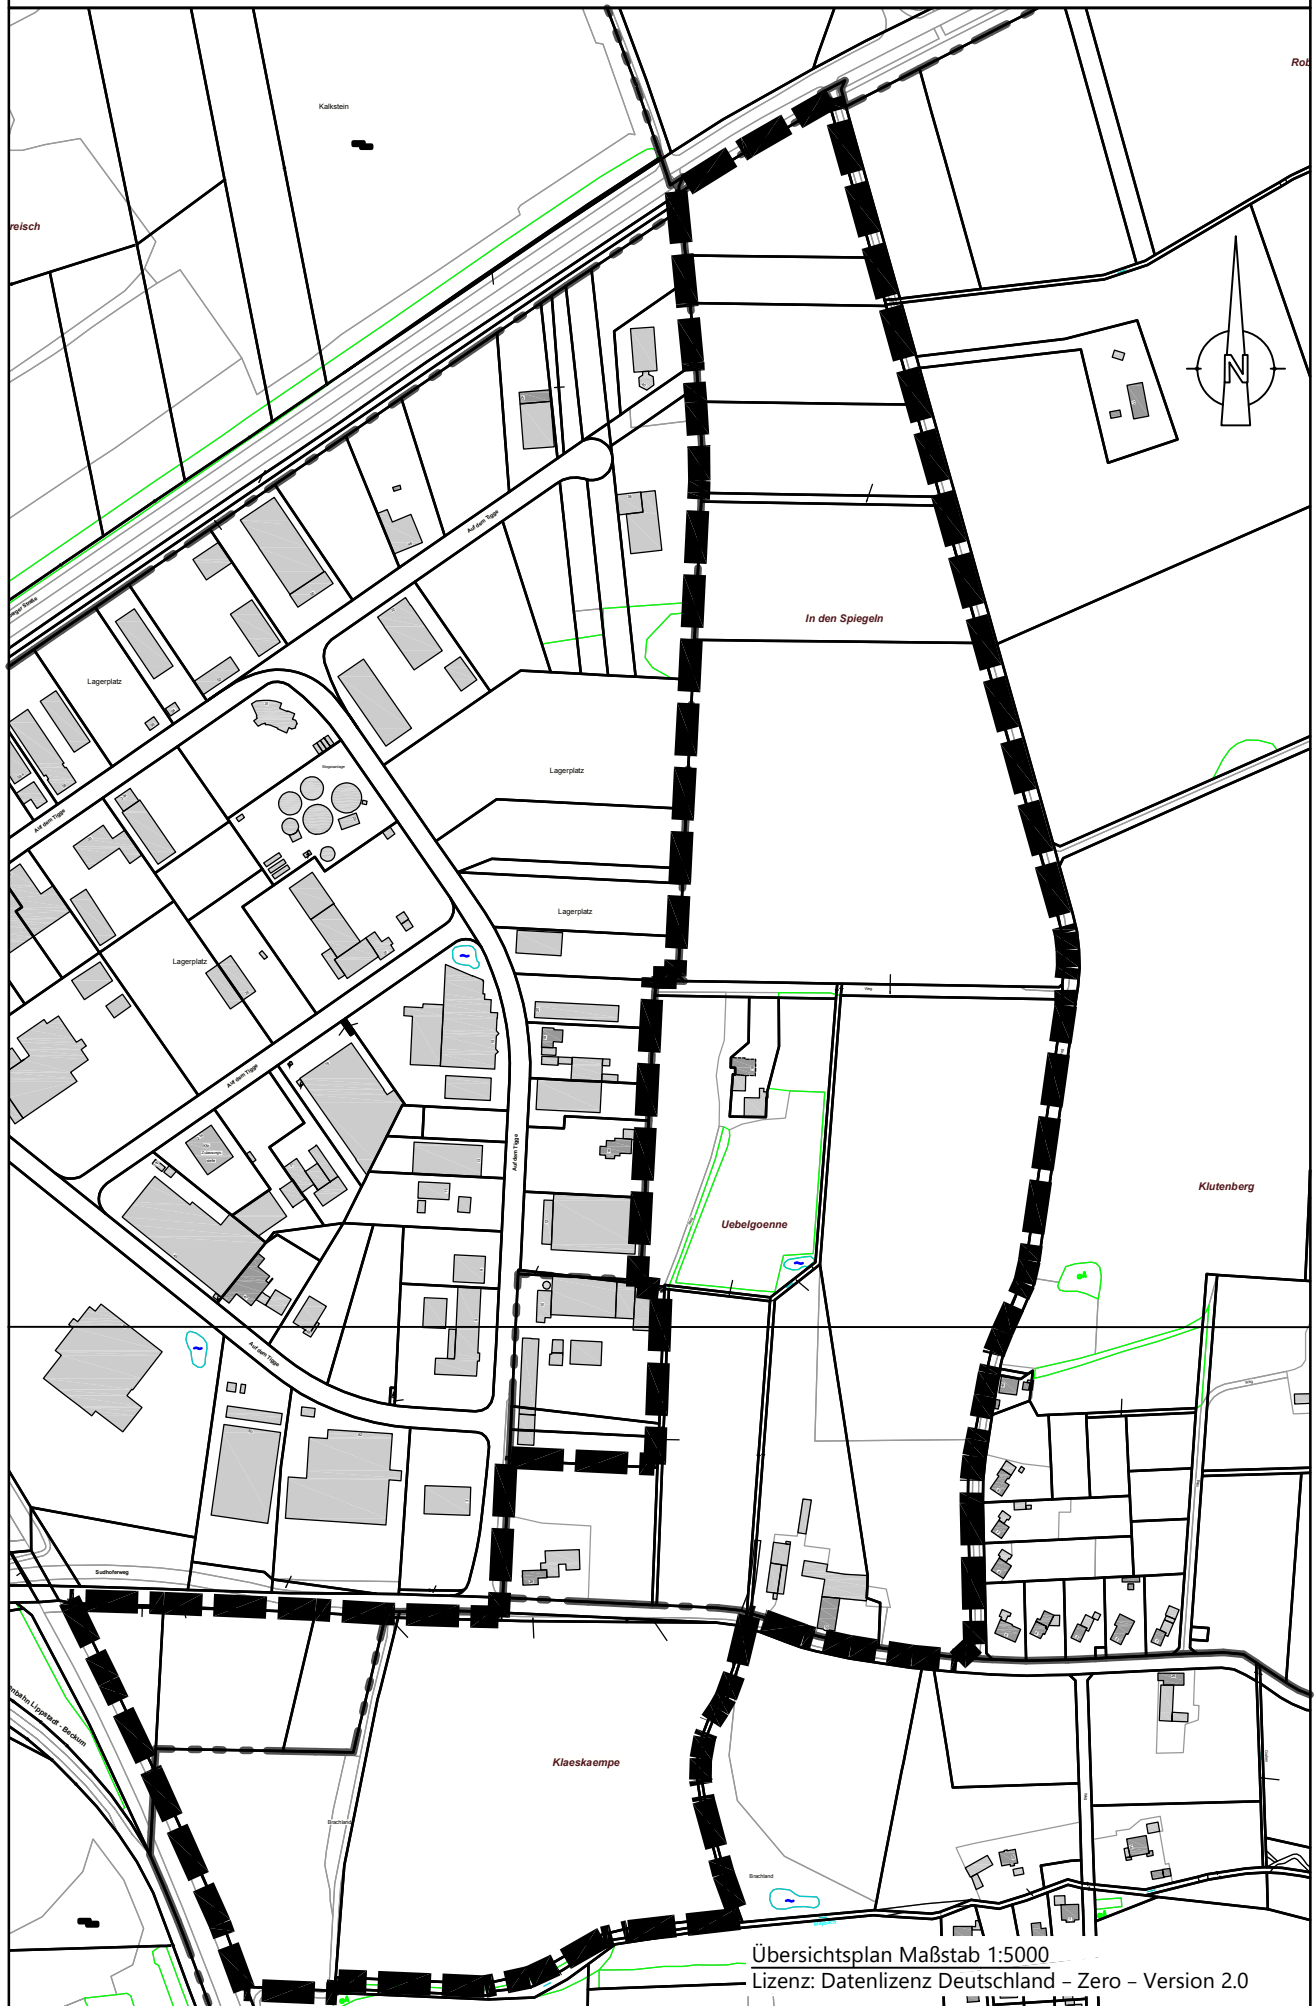 Kalkstein
reisch
N
Auf dem Tigge
In den Spiegeln
Lagerplatz
Lagerplatz
Auf dem Tigge
Lagerplatz
Lagerplatz
Weg
Auf dem Tigge
Auf dem Tigge
Klutenberg
Uebelgoenne
Auf dem Tigge
Weg
Sudhoferweg
Klaeskaempe
Brachland
Brachland
Übersichtsplan Maßstab 1:5000
Lizenz: Datenlizenz Deutschland – Zero – Version 2.0